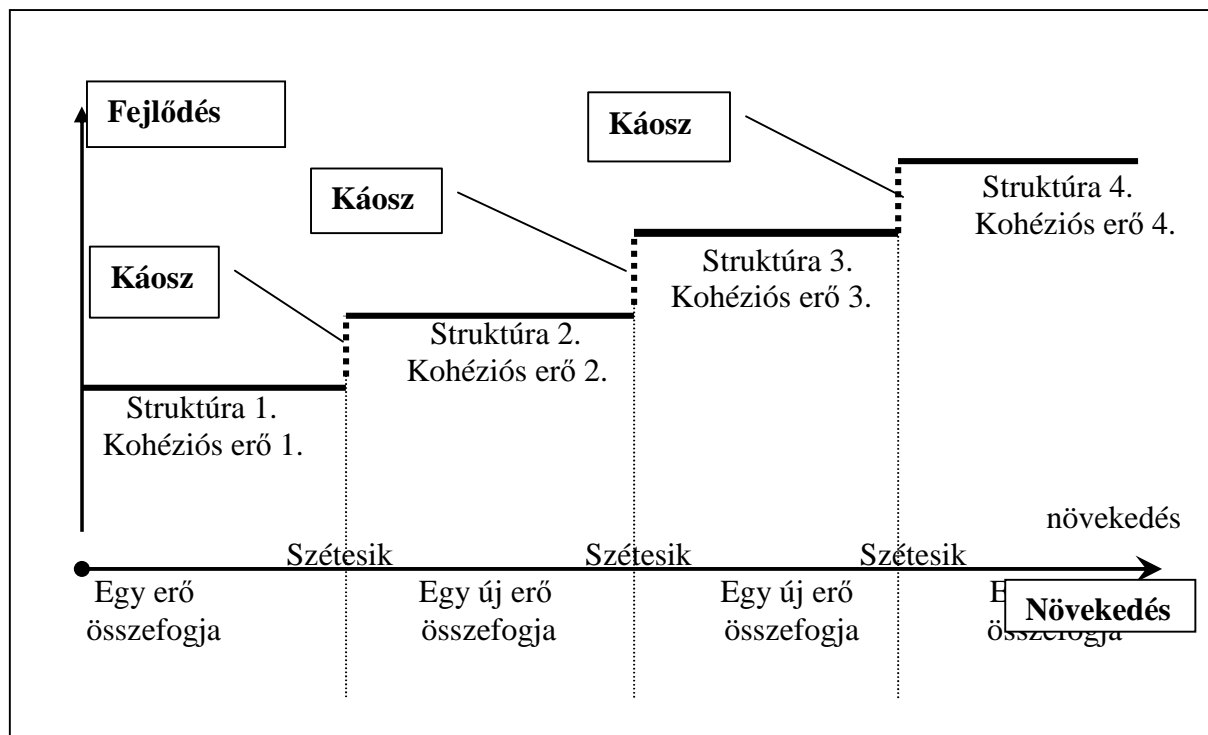 Fejlődés
Káosz
Káosz
Káosz
Struktúra 4.
Kohéziós erő 4.
Struktúra 3.
Kohéziós erő 3.
Struktúra 2.
Kohéziós erő 2.
Struktúra 1.
Kohéziós erő 1.
növekedés
Szétesik
Szétesik
Szétesik
Egy erő
összefogja
Egy új erő
összefogja
Egy új erő
összefogja
összefogja
Növekedés